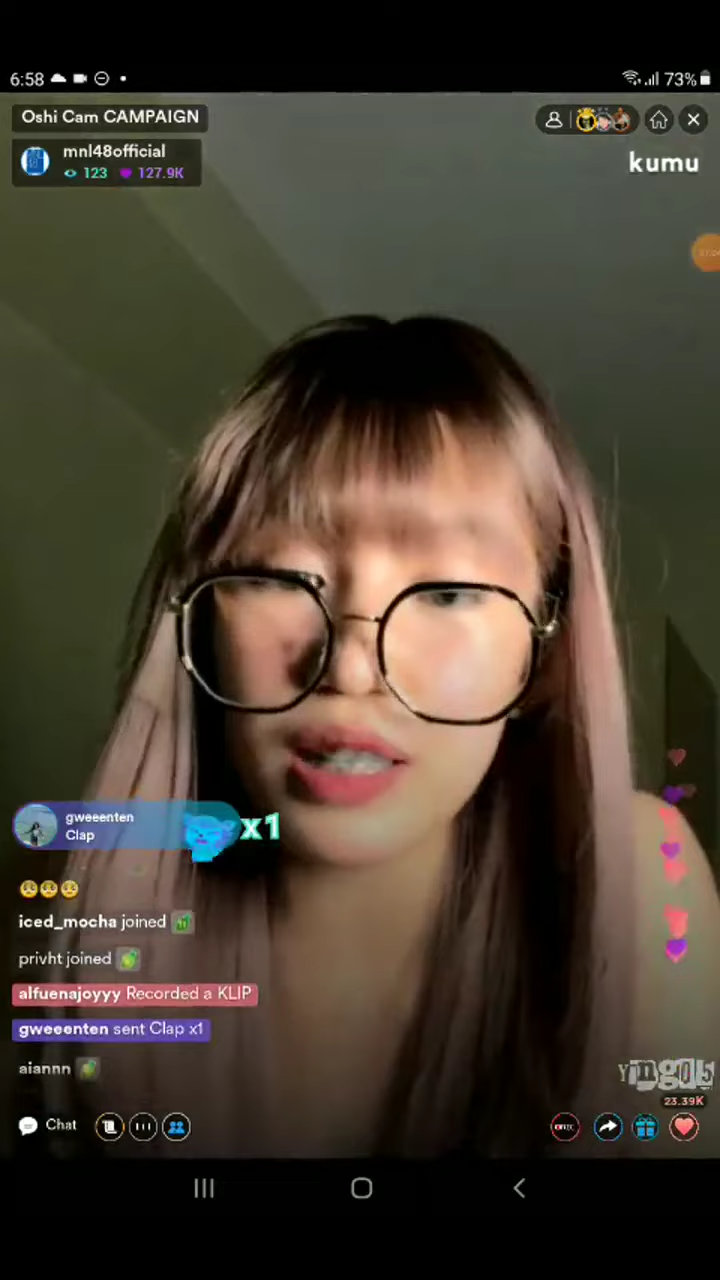 6:58
73%
Oshi Cam CAMPAIGN
mnl48official
123 127.9K
kumu
gweeenten
Clap
x1
🥺🥺🥺
iced_mocha joined
privht joined
alfuenajoyyy Recorded a KLIP
gweeenten sent Clap x1
aiannn
Ying05
23.39K
Chat